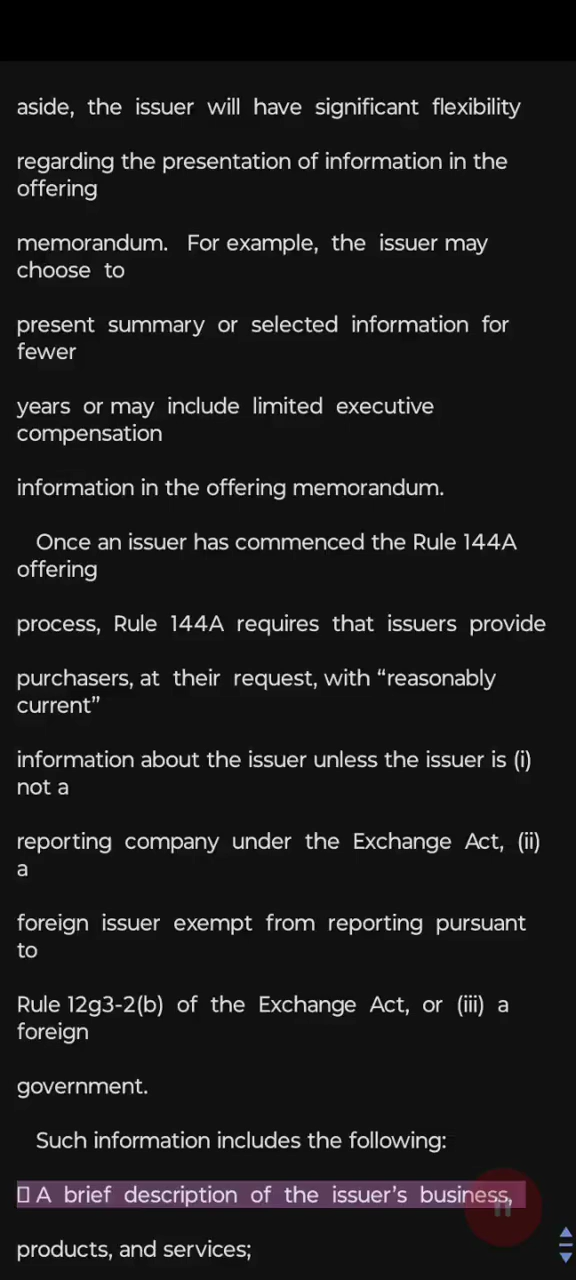 aside, the issuer will have significant flexibility
regarding the presentation of information in the
offering
memorandum. For example, the issuer may
choose to
present summary or selected information for
fewer
years or may include limited executive
compensation
information in the offering memorandum.
Once an issuer has commenced the Rule 144A
offering
process, Rule 144A requires that issuers provide
purchasers, at their request, with “reasonably
current”
information about the issuer unless the issuer is (i)
not a
reporting company under the Exchange Act, (ii)
a
foreign issuer exempt from reporting pursuant
to
Rule 12g3-2(b) of the Exchange Act, or (iii) a
foreign
government.
Such information includes the following:
A brief description of the issuer’s business,
products, and services;